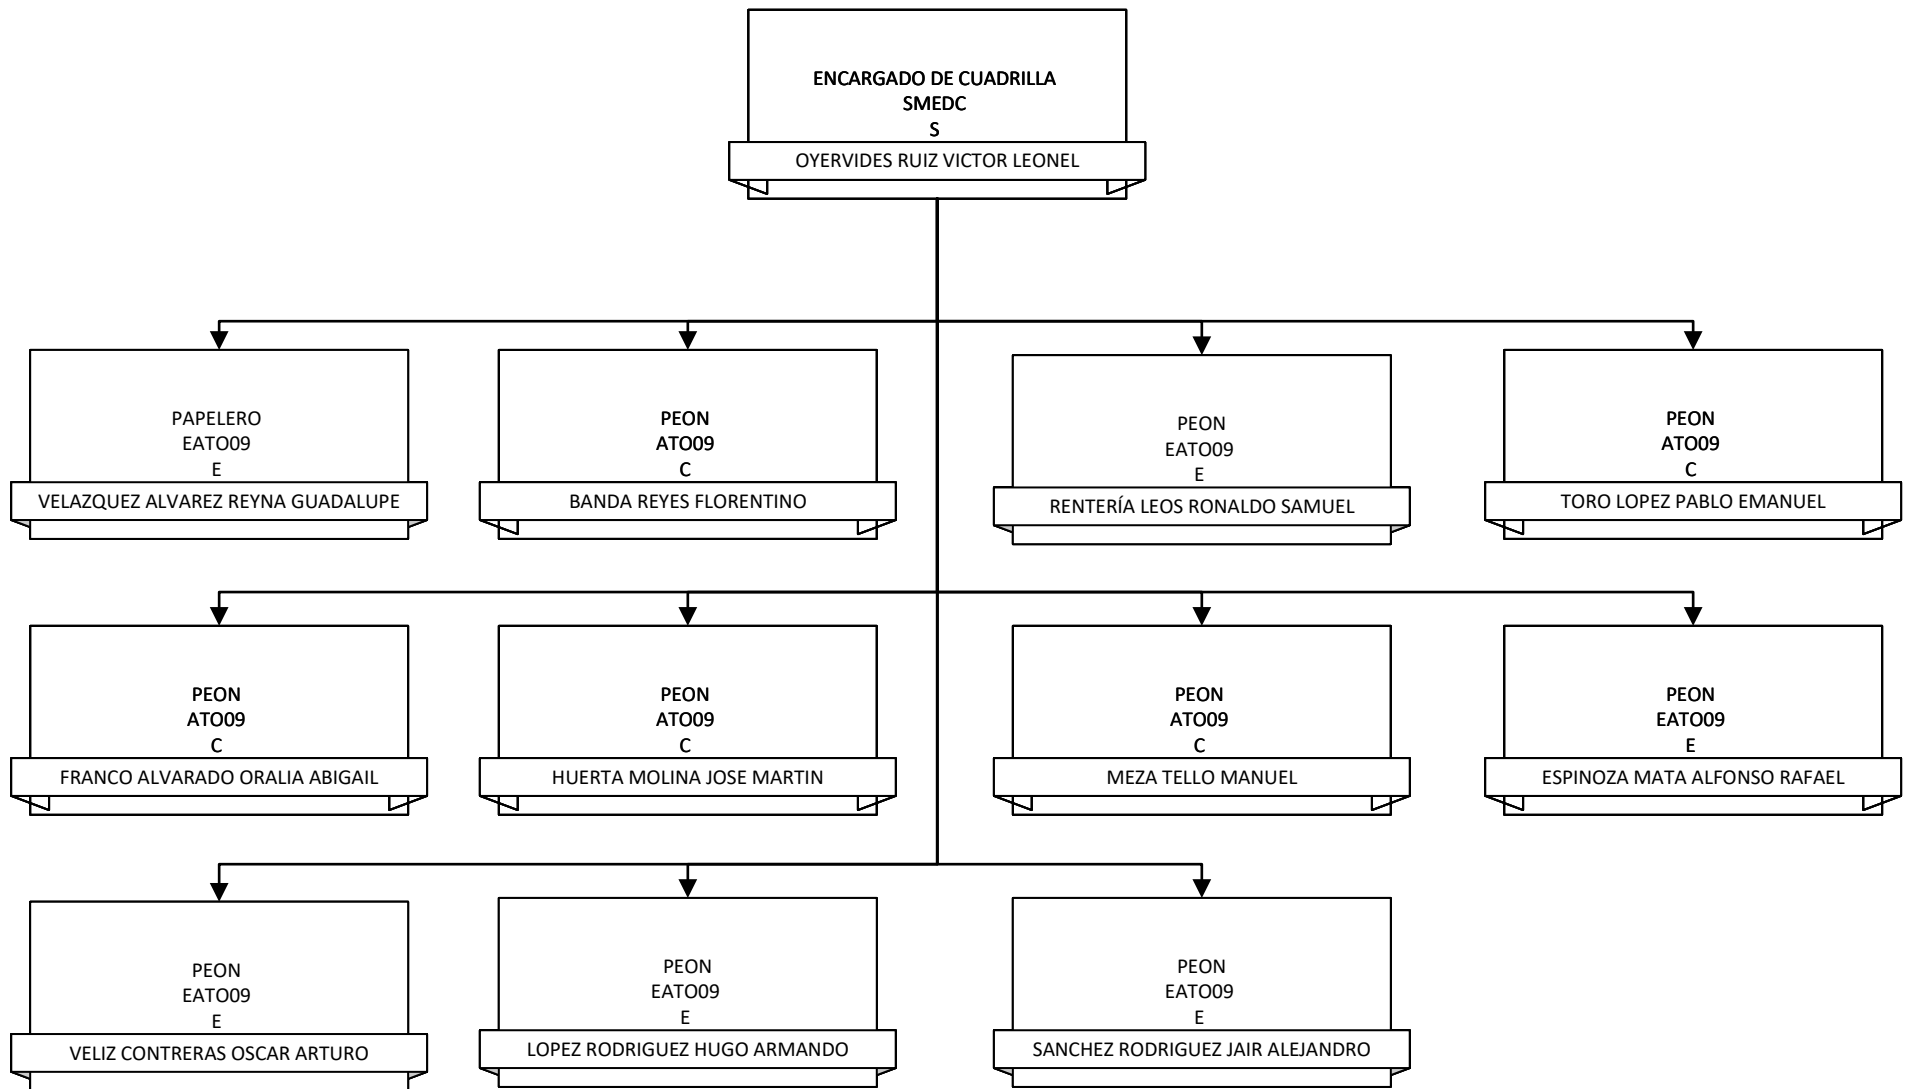 ENCARGADO DE CUADRILLA
SMEDC
S
OYERVIDES RUIZ VICTOR LEONEL
PAPELERO
EATO09
E
VELAZQUEZ ALVAREZ REYNA GUADALUPE
PEON
ATO09
C
BANDA REYES FLORENTINO
PEON
EATO09
E
RENTERÍA LEOS RONALDO SAMUEL
PEON
ATO09
C
TORO LOPEZ PABLO EMANUEL
PEON
ATO09
C
FRANCO ALVARADO ORALIA ABIGAIL
PEON
ATO09
C
HUERTA MOLINA JOSE MARTIN
PEON
ATO09
C
MEZA TELLO MANUEL
PEON
EATO09
E
ESPINOZA MATA ALFONSO RAFAEL
PEON
EATO09
E
VELIZ CONTRERAS OSCAR ARTURO
PEON
EATO09
E
LOPEZ RODRIGUEZ HUGO ARMANDO
PEON
EATO09
E
SANCHEZ RODRIGUEZ JAIR ALEJANDRO